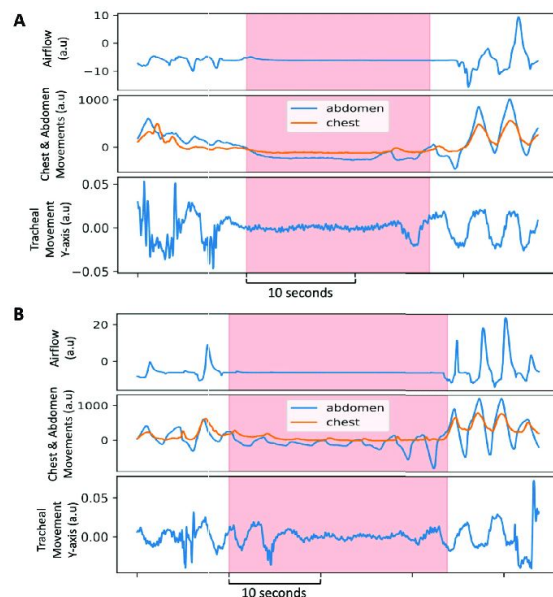 A
Airflow
(a.u)
10
0
−10
Chest & Abdomen
Movements (a.u)
1000
0
abdomen
chest
Tracheal
Movement
Y-axis (a.u)
0.05
0.00
−0.05
10 seconds
B
Airflow
(a.u)
20
0
Chest & Abdomen
Movements (a.u)
1000
0
abdomen
chest
Tracheal
Movement
Y-axis (a.u)
0.05
0.00
10 seconds